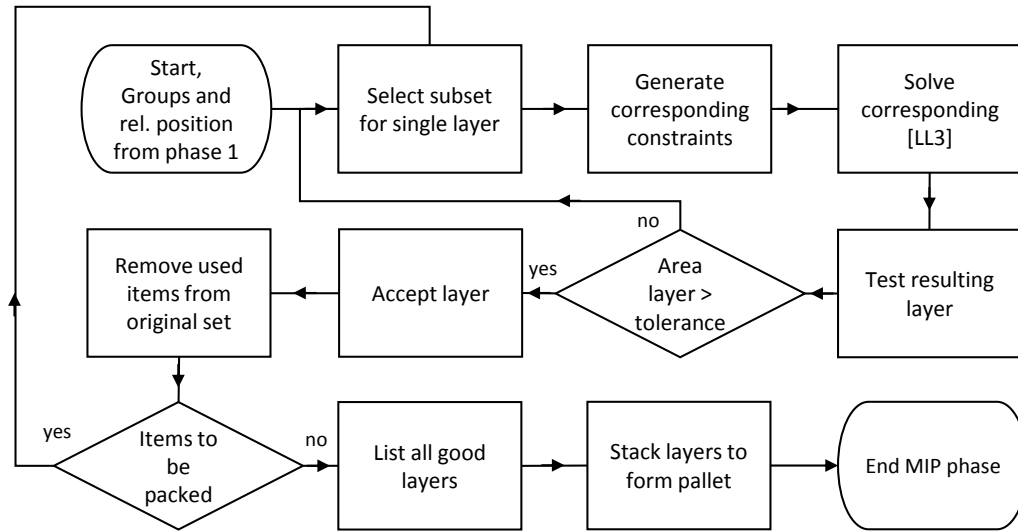 Start,
Groups and
rel. position
from phase 1
Select subset
for single layer
Generate
corresponding
constraints
Solve
corresponding
[LL3]
no
Remove used
items from
original set
Accept layer
yes
Area
layer >
tolerance
Test resulting
layer
yes
Items to
be
packed
no
List all good
layers
Stack layers to
form pallet
End MIP phase